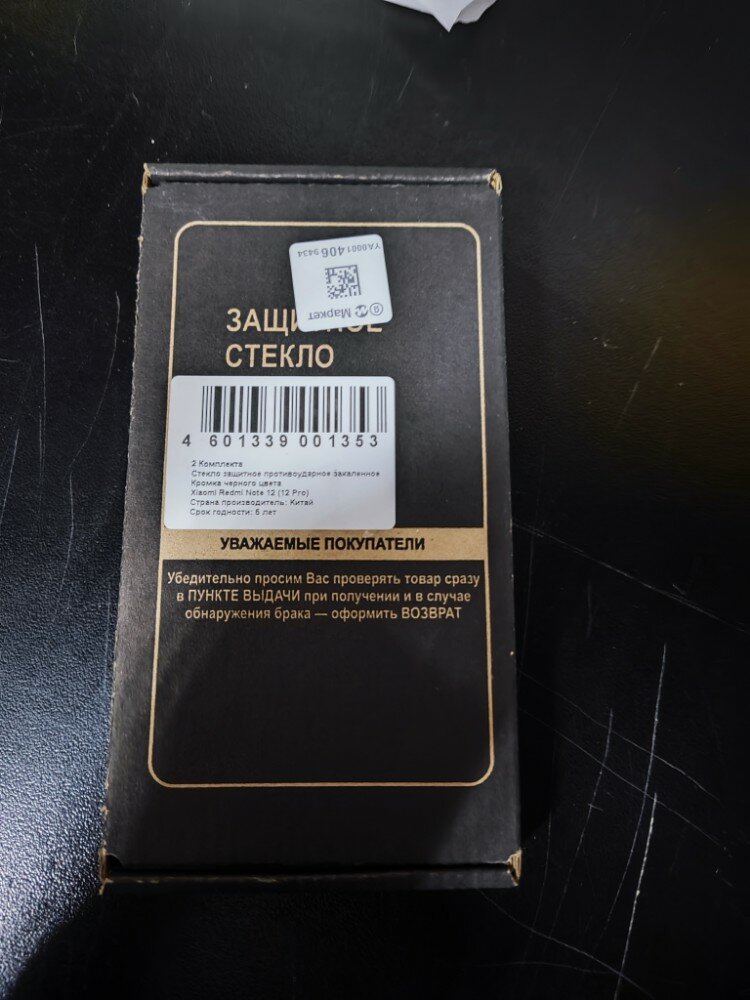 YA0001406 9434
Я Маркет
ЗАЩИТНОЕ
СТЕКЛО
4 601339 001353
2 Комплекта
Стекло защитное противоударное закаленное
Кромка черного цвета
Xiaomi Redmi Note 12 (12 Pro)
Страна производитель: Китай
Срок годности: 5 лет
УВАЖАЕМЫЕ ПОКУПАТЕЛИ
Убедительно просим Вас проверять товар сразу
в ПУНКТЕ ВЫДАЧИ при получении и в случае
обнаружения брака — оформить ВОЗВРАТ